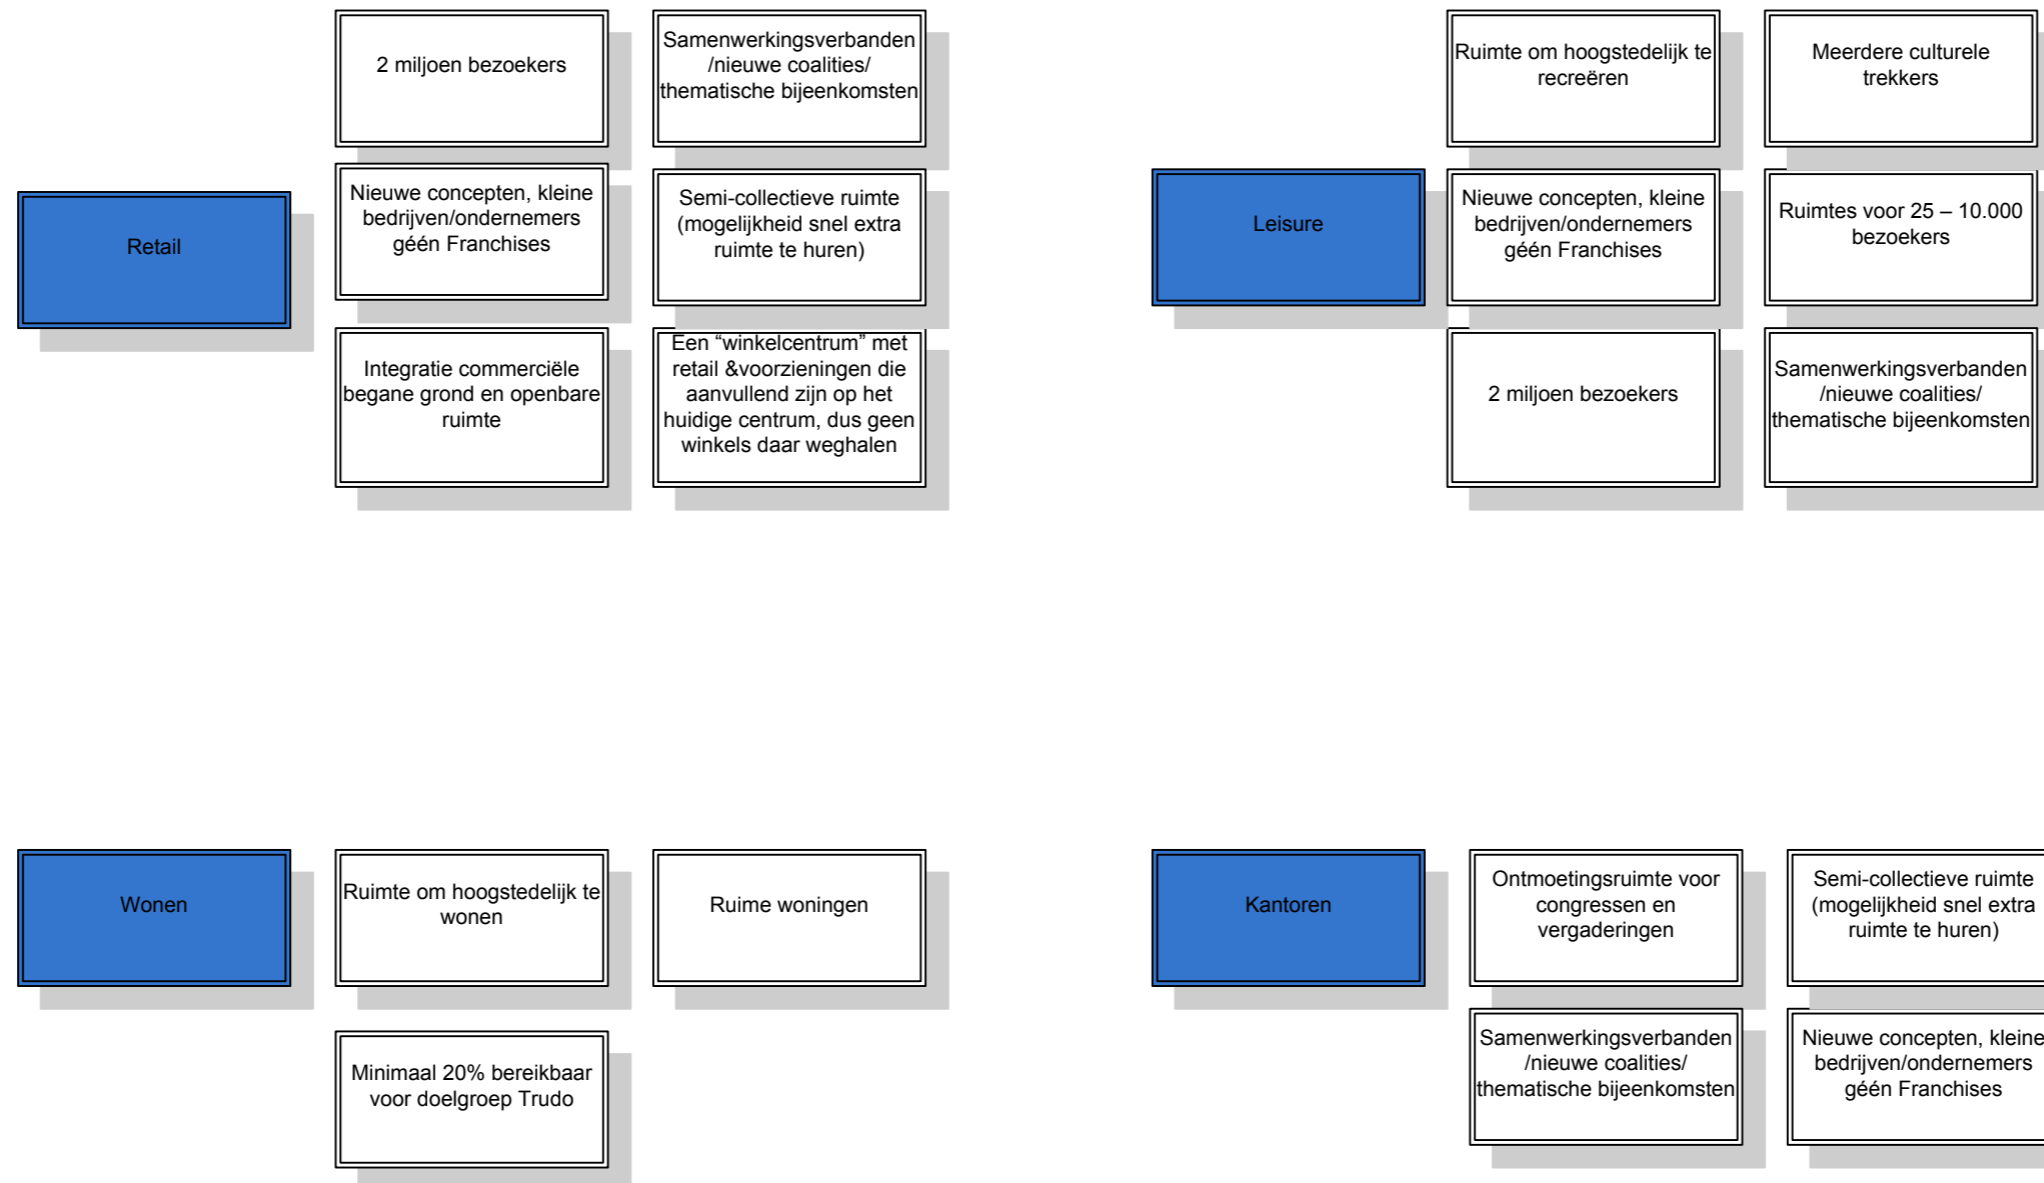 Retail
2 miljoen bezoekers
Samenwerkingsverbanden
/nieuwe coalities/
thematische bijeenkomsten
Nieuwe concepten, kleine
bedrijven/ondernemers
géén Franchises
Semi-collectieve ruimte
(mogelijkheid snel extra
ruimte te huren)
Integratie commerciële
begane grond en openbare
ruimte
Een “winkelcentrum” met
retail &voorzieningen die
aanvullend zijn op het
huidige centrum, dus geen
winkels daar weghalen
Leisure
Ruimte om hoogstedelijk te
recreëren
Meerdere culturele
trekkers
Nieuwe concepten, kleine
bedrijven/ondernemers
géén Franchises
Ruimtes voor 25 – 10.000
bezoekers
2 miljoen bezoekers
Samenwerkingsverbanden
/nieuwe coalities/
thematische bijeenkomsten
Wonen
Ruimte om hoogstedelijk te
wonen
Ruime woningen
Minimaal 20% bereikbaar
voor doelgroep Trudo
Kantoren
Ontmoetingsruimte voor
congressen en
vergaderingen
Semi-collectieve ruimte
(mogelijkheid snel extra
ruimte te huren)
Samenwerkingsverbanden
/nieuwe coalities/
thematische bijeenkomsten
Nieuwe concepten, kleine
bedrijven/ondernemers
géén Franchises